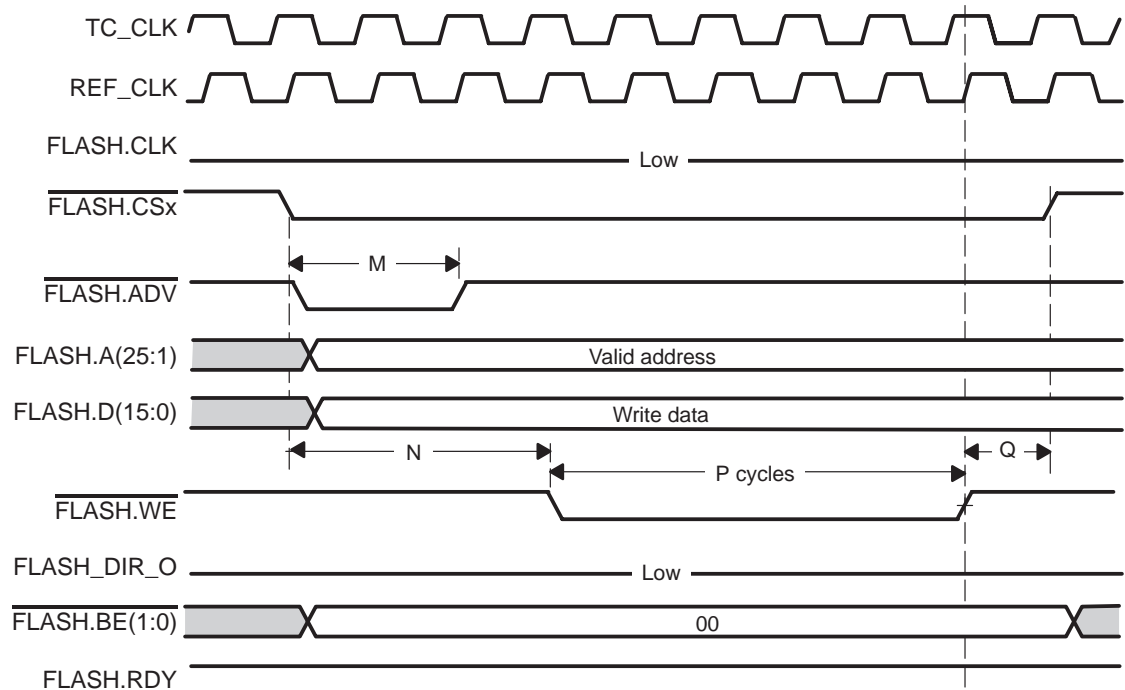 TC_CLK
REF_CLK
FLASH.CLK
Low
FLASH.CSx
M
FLASH.ADV
FLASH.A(25:1)
Valid address
FLASH.D(15:0)
Write data
N
Q
P cycles
FLASH.WE
FLASH_DIR_O
Low
FLASH.BE(1:0)
00
FLASH.RDY